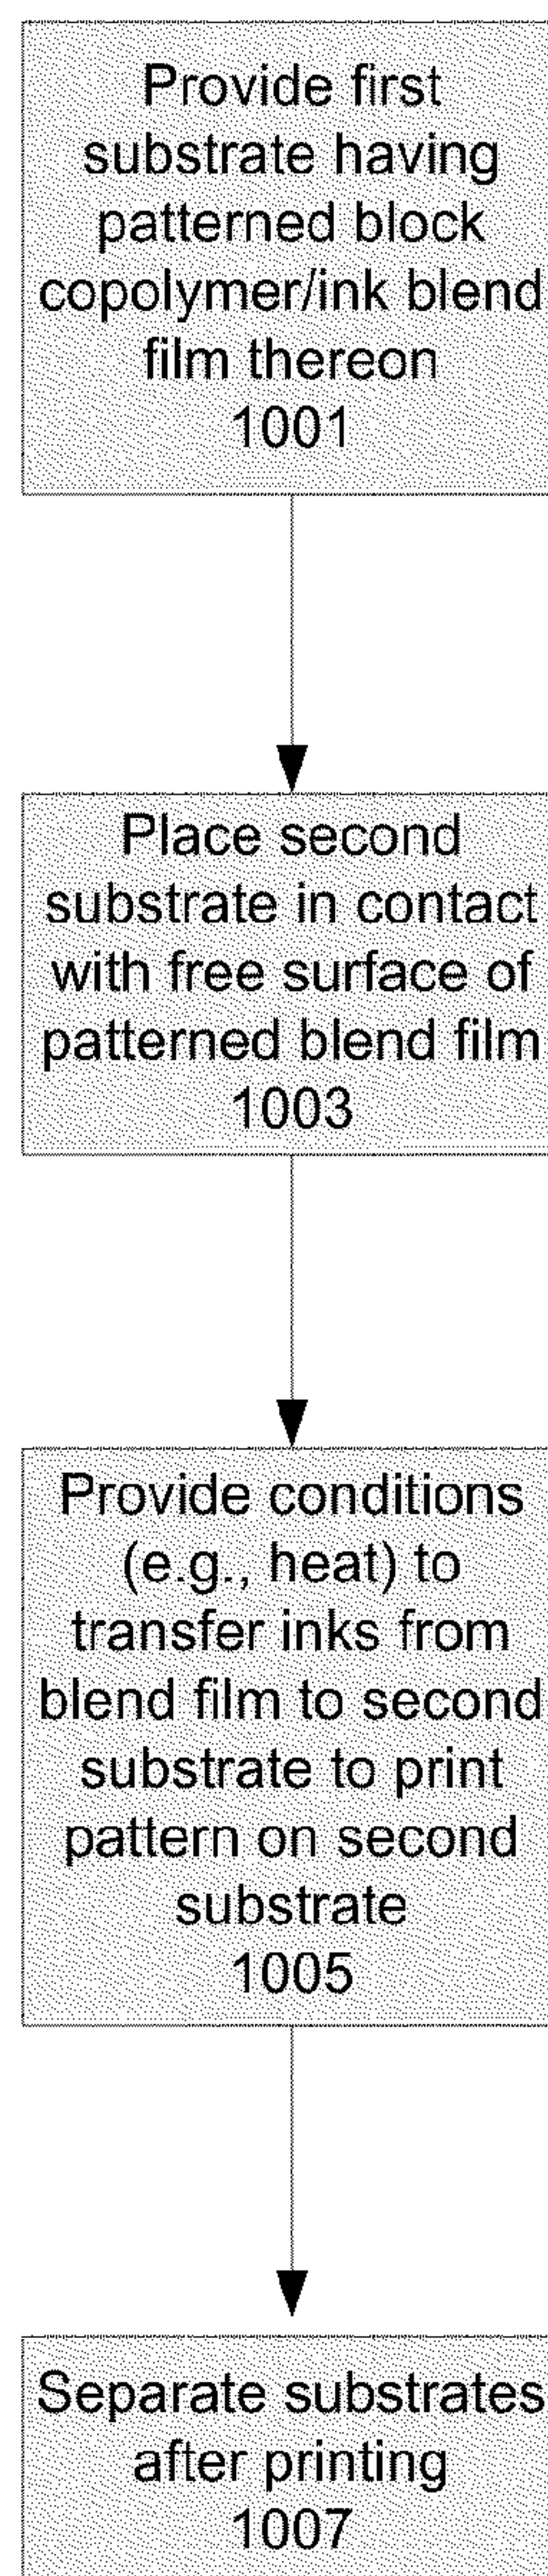 Provide first
substrate having
patterned block
copolymer/ink blend
film thereon
1001
Place second
substrate in contact
with free surface of
patterned blend film
1003
Provide conditions
(e.g., heat) to
transfer inks from
blend film to second
substrate to print
pattern on second
substrate
1005
Separate substrates
after printing
1007